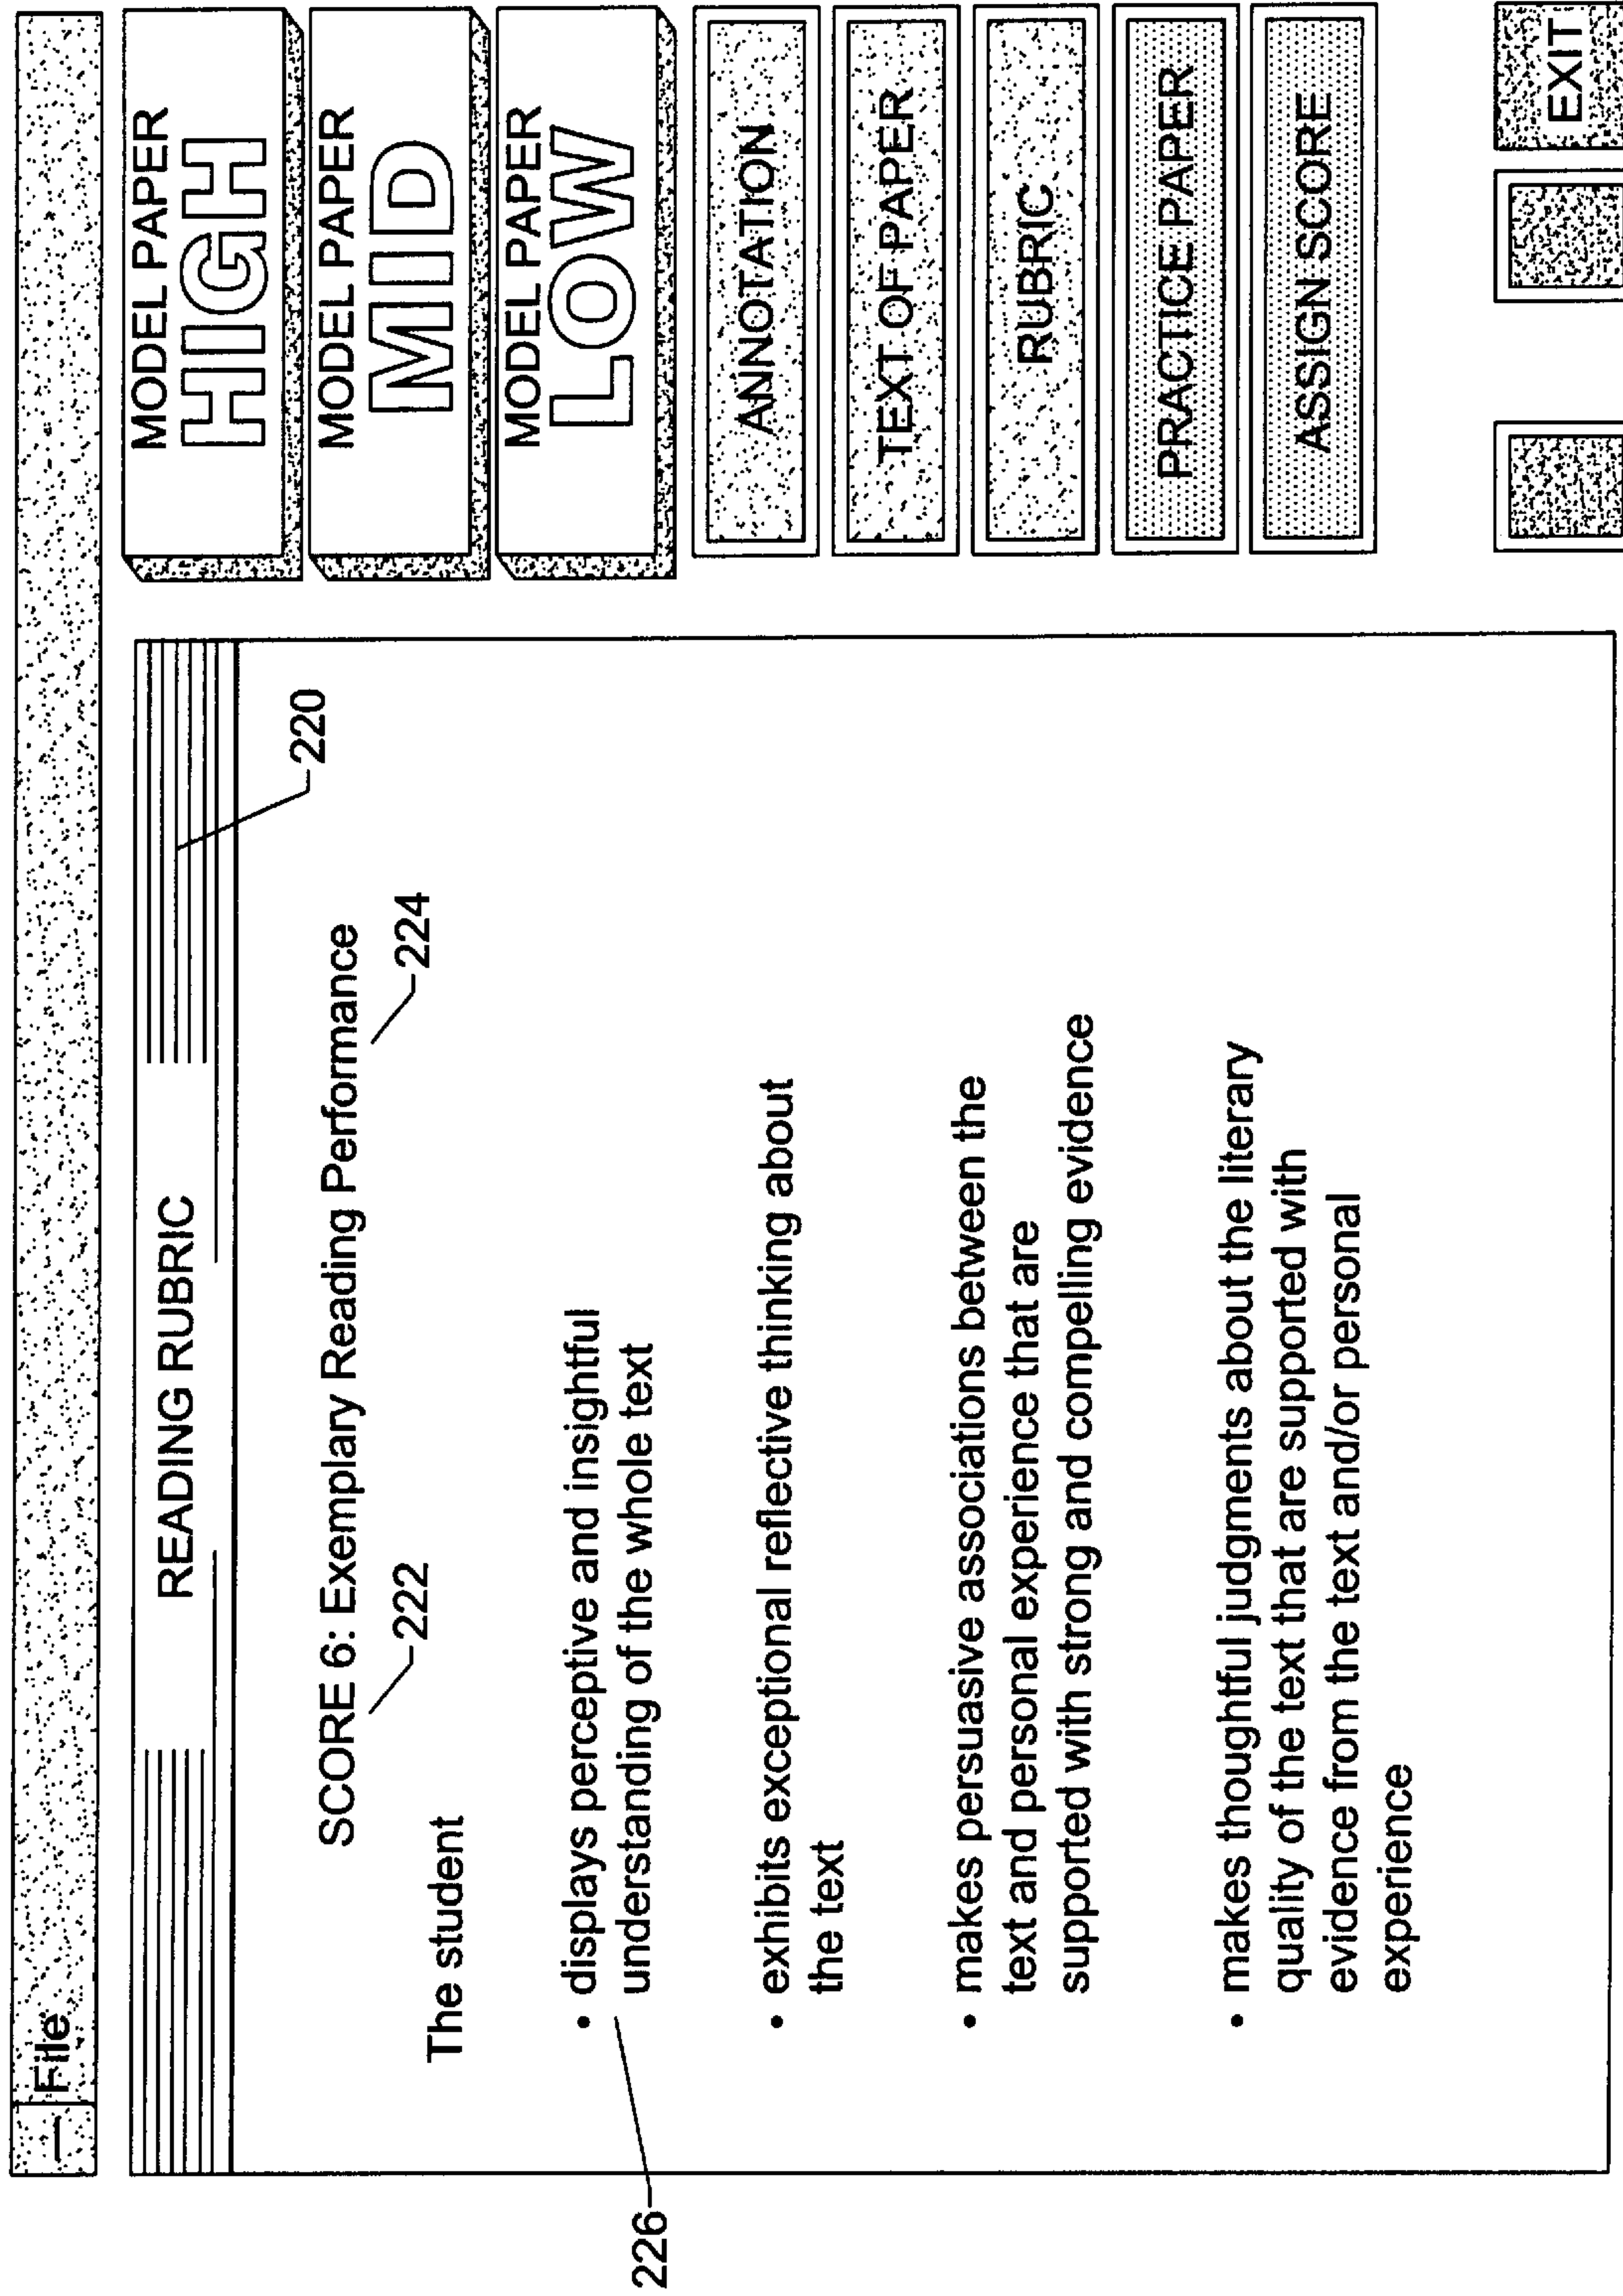 File
READING RUBRIC
220
SCORE 6: Exemplary Reading Performance
222
224
The student
• displays perceptive and insightful
understanding of the whole text
226
• exhibits exceptional reflective thinking about
the text
• makes persuasive associations between the
text and personal experience that are
supported with strong and compelling evidence
• makes thoughtful judgments about the literary
quality of the text that are supported with
evidence from the text and/or personal
experience
MODEL PAPER
HIGH
MODEL PAPER
MID
MODEL PAPER
LOW
ANNOTATION
TEXT OF PAPER
RUBRIC
PRACTICE PAPER
ASSIGN SCORE
EXIT